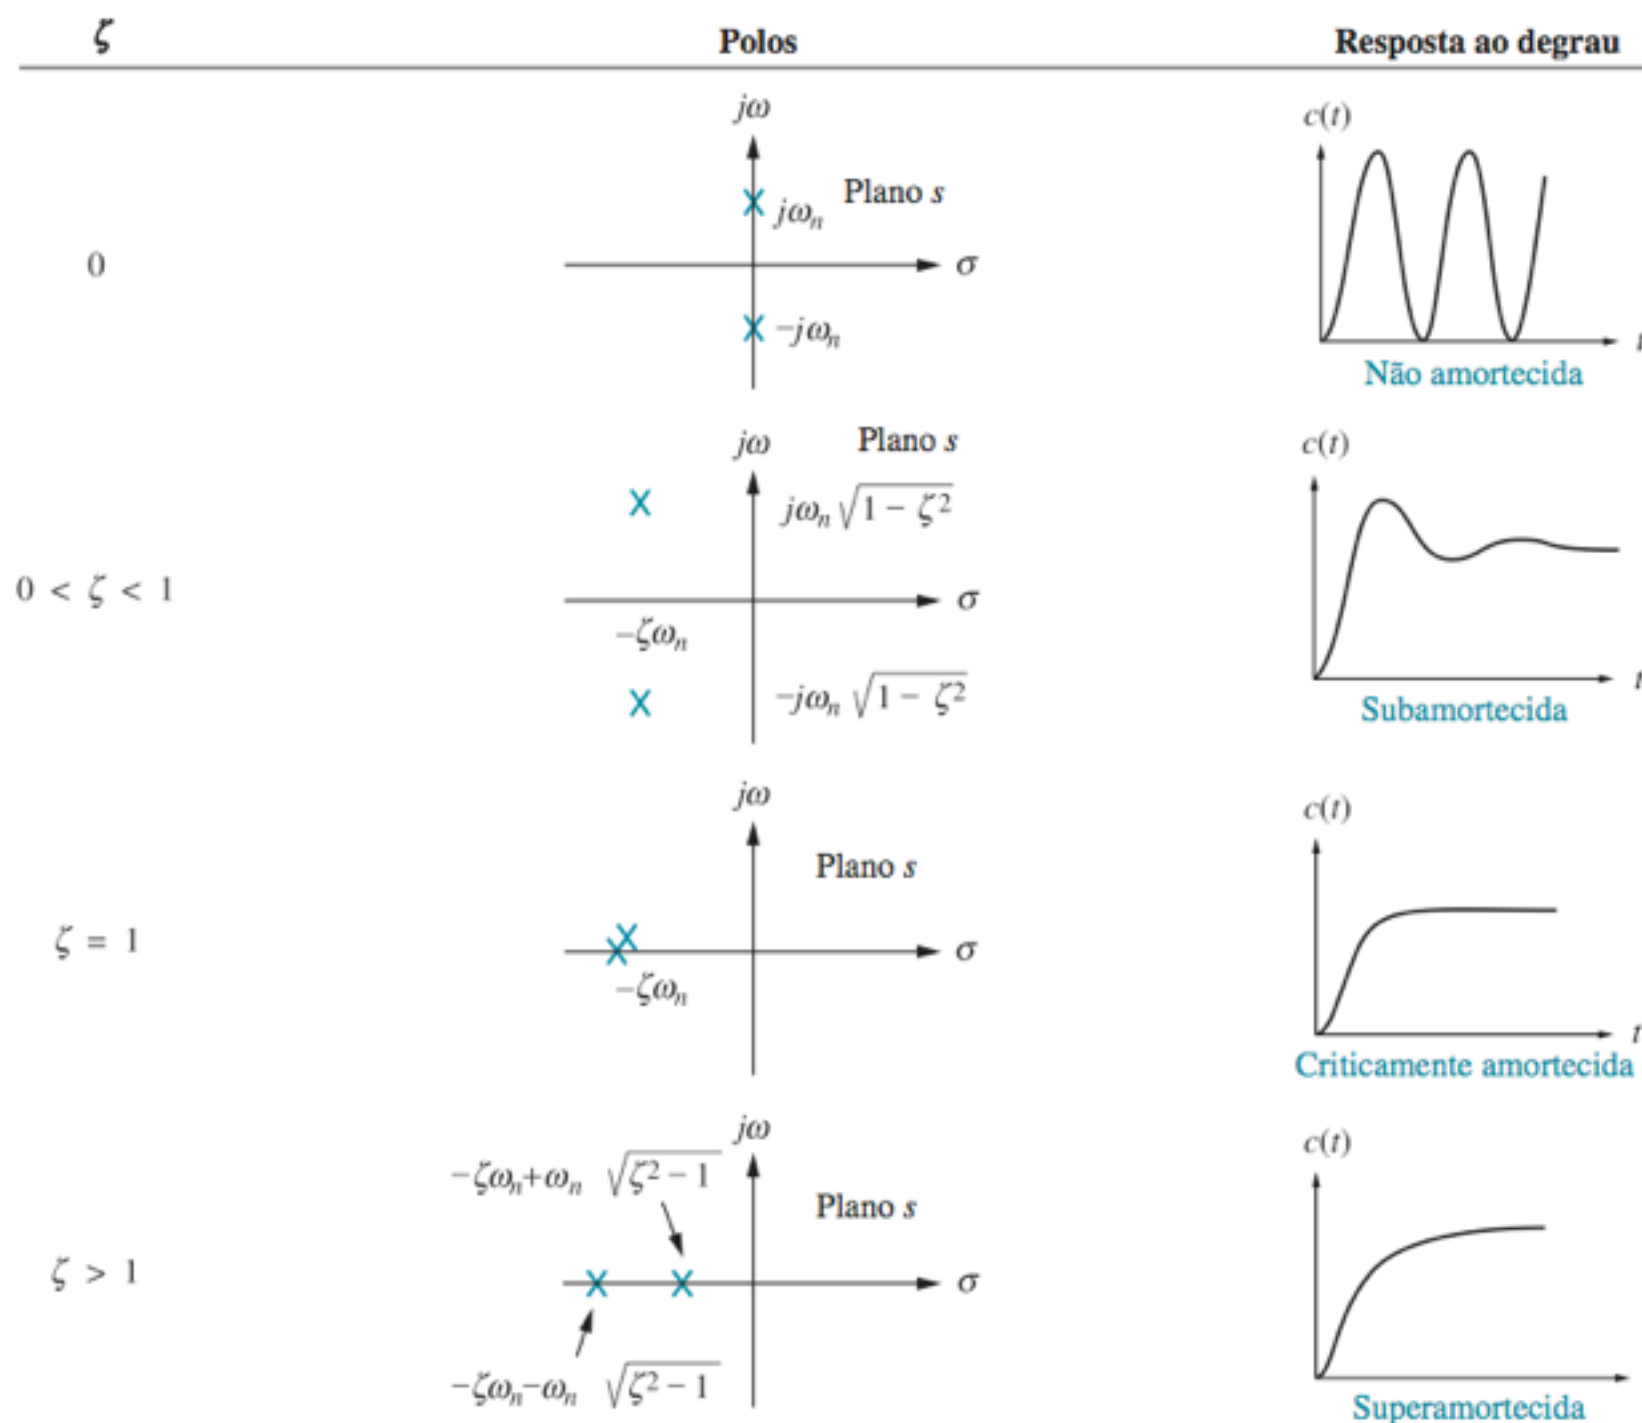 ζ Polos Resposta ao degrau
jω
c(t)
Plano s
jωₙ
0
σ
−jωₙ
t
Não amortecida
jω
Plano s
c(t)
jωₙ √1 − ζ²
0 < ζ < 1
σ
−ζωₙ
−jωₙ √1 − ζ²
t
Subamortecida
jω
c(t)
Plano s
ζ = 1
σ
−ζωₙ
t
Criticamente amortecida
jω
c(t)
−ζωₙ+ωₙ √ζ² − 1
Plano s
ζ > 1
σ
−ζωₙ−ωₙ √ζ² − 1
Superamortecida